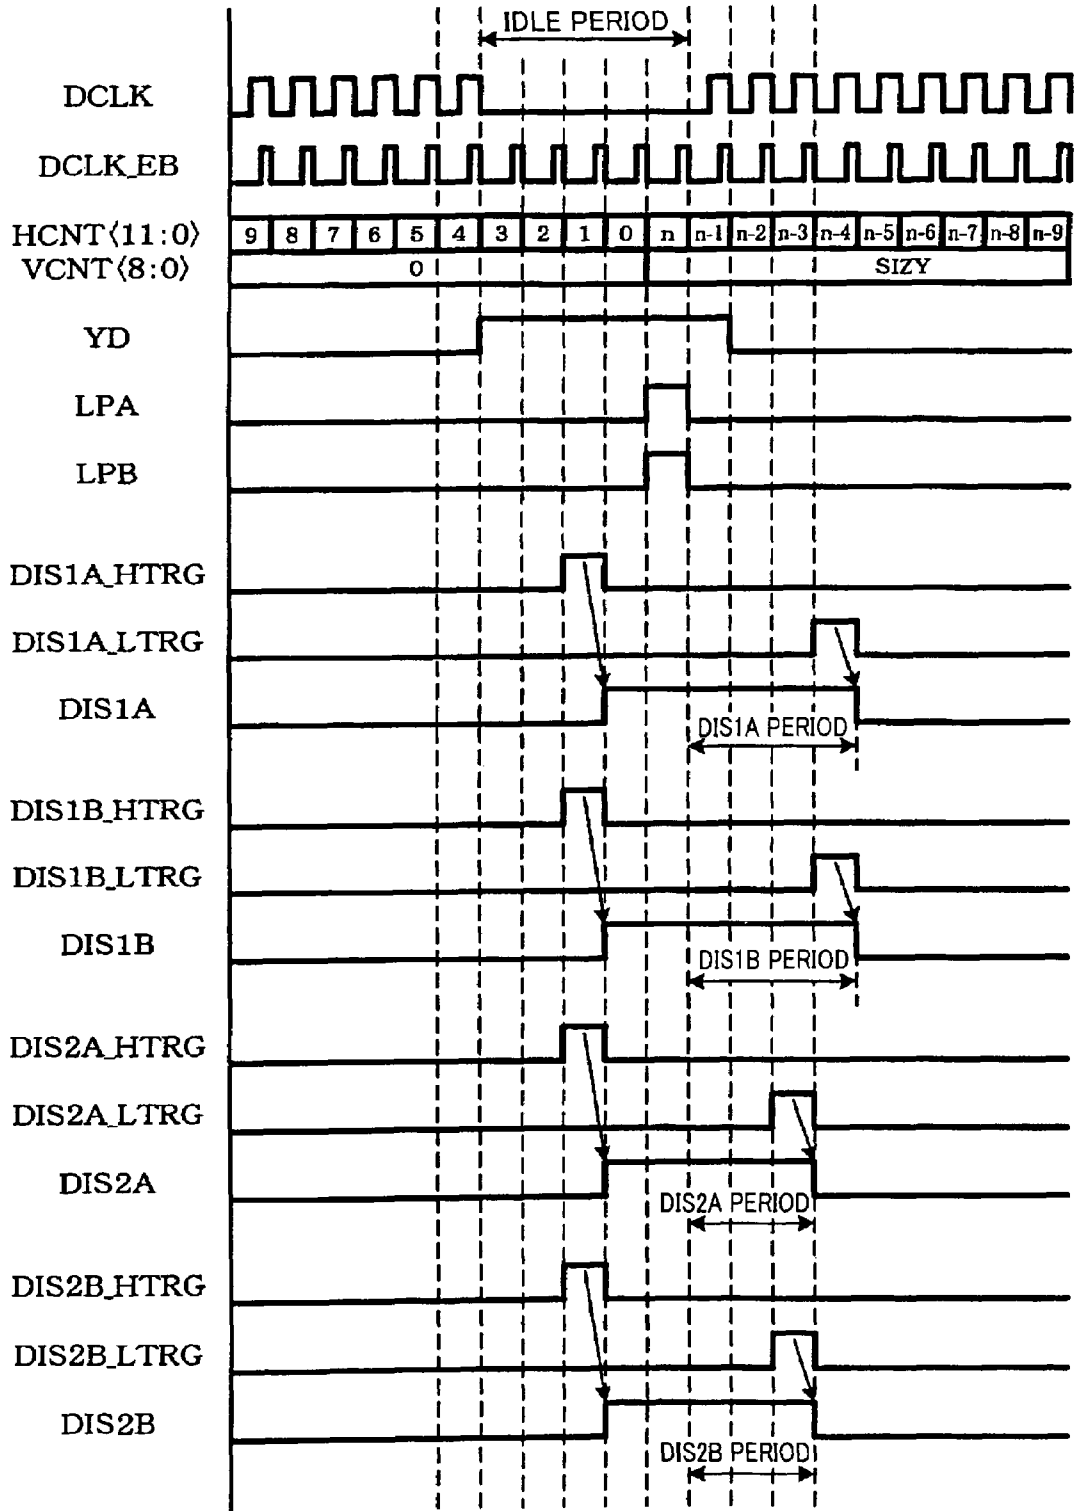 IDLE PERIOD
DCLK
DCLK_EB
HCNT⟨11:0⟩ 9 8 7 6 5 4 3 2 1 0 n n-1 n-2 n-3 n-4 n-5 n-6 n-7 n-8 n-9
VCNT⟨8:0⟩ 0 SIZY
YD
LPA
LPB
DIS1A_HTRG
DIS1A_LTRG
DIS1A
DIS1A PERIOD
DIS1B_HTRG
DIS1B_LTRG
DIS1B
DIS1B PERIOD
DIS2A_HTRG
DIS2A_LTRG
DIS2A
DIS2A PERIOD
DIS2B_HTRG
DIS2B_LTRG
DIS2B
DIS2B PERIOD